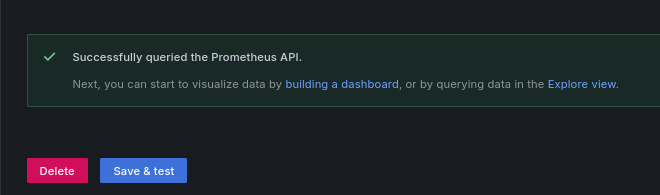 Successfully queried the Prometheus API.
Next, you can start to visualize data by building a dashboard, or by querying data in the Explore view.
Delete
Save & test